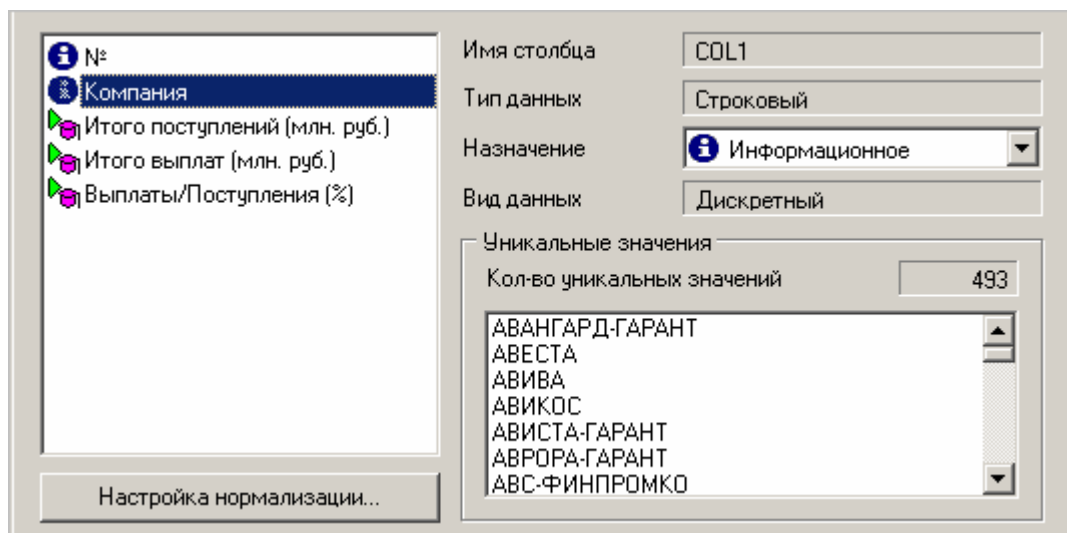 №
Компания
Итого поступлений (млн. руб.)
Итого выплат (млн. руб.)
Выплаты/Поступления (%)
Настройка нормализации...
Имя столбца COL1
Тип данных Строковый
Назначение Информационное
Вид данных Дискретный
Уникальные значения
Кол-во уникальных значений 493
АВАНГАРД-ГАРАНТ
АВЕСТА
АВИВА
АВИКОС
АВИСТА-ГАРАНТ
АВРОРА-ГАРАНТ
АВС-ФИНПРОМКО